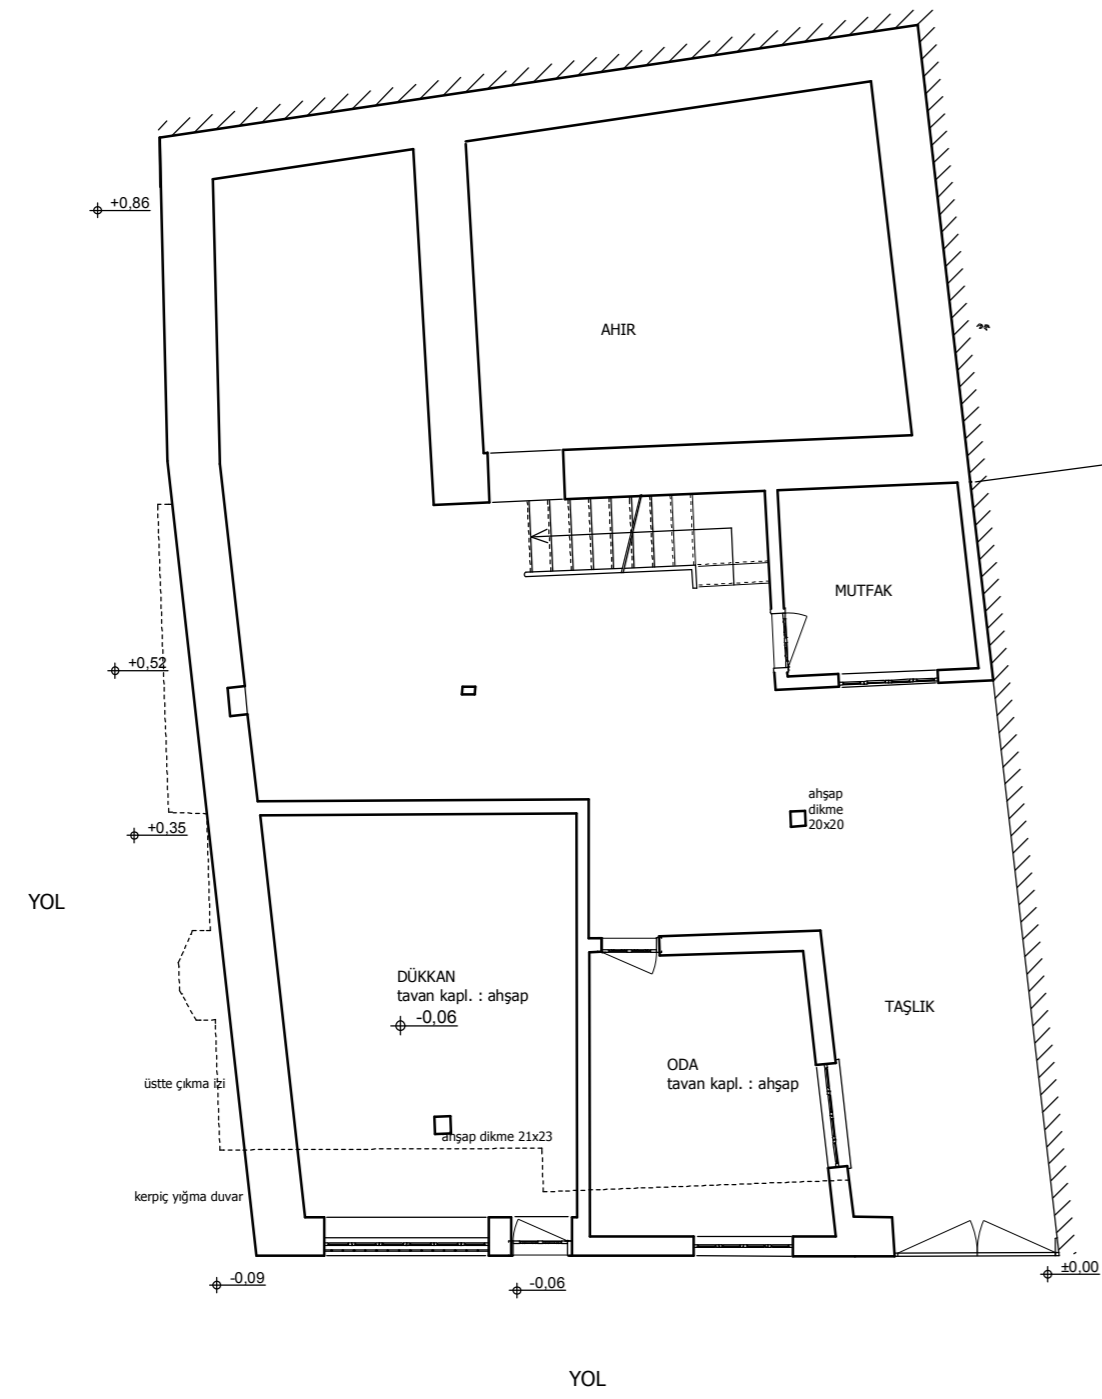 +0,86
AHIR
MUTFAK
+0,52
ahşap
dikme
20x20
+0,35
YOL
DÜKKAN
tavan kapl. : ahşap
-0,06
TAŞLIK
ODA
tavan kapl. : ahşap
üstte çıkma izi
ahşap dikme 21x23
kerpiç yığma duvar
-0,09
-0,06
±0,00
YOL